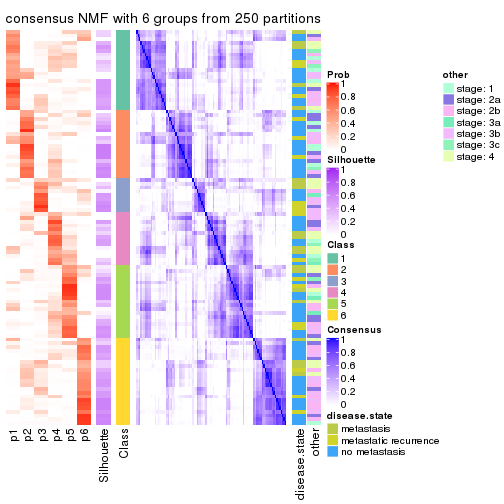 consensus NMF with 6 groups from 250 partitions
p1
p2
p3
p4
p5
p6
Silhouette
Class
disease.state
other
Prob
1
0.8
0.6
0.4
0.2
0
Silhouette
1
0.8
0.6
0.4
0.2
0
Class
1
2
3
4
5
6
Consensus
1
0.8
0.6
0.4
0.2
0
disease.state
metastasis
metastatic recurrence
no metastasis
other
stage: 1
stage: 2a
stage: 2b
stage: 3a
stage: 3b
stage: 3c
stage: 4